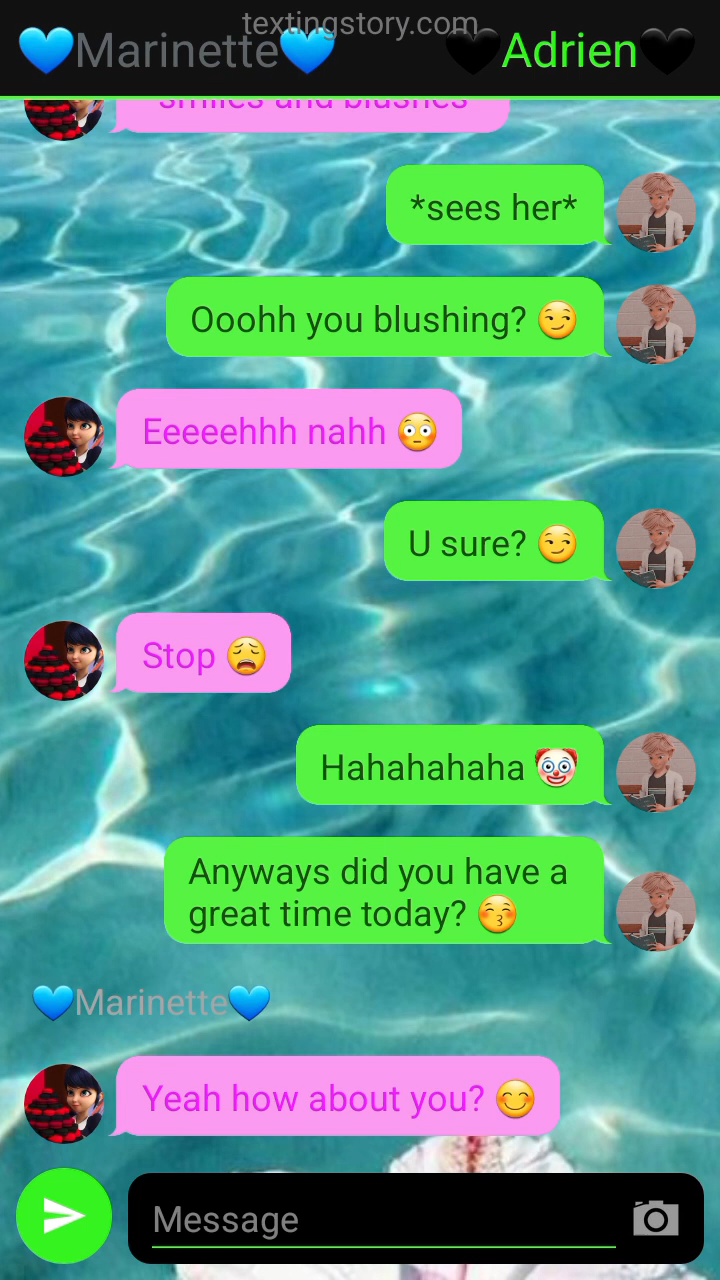 textingstory.com
💙Marinette💙
🖤Adrien🖤
smiles and blushes
*sees her*
Ooohh you blushing? 😏
Eeeeehhh nahh 😳
U sure? 😏
Stop 😩
Hahahahaha 🤡
Anyways did you have a
great time today? 😚
💙Marinette💙
Yeah how about you? 😊
Message